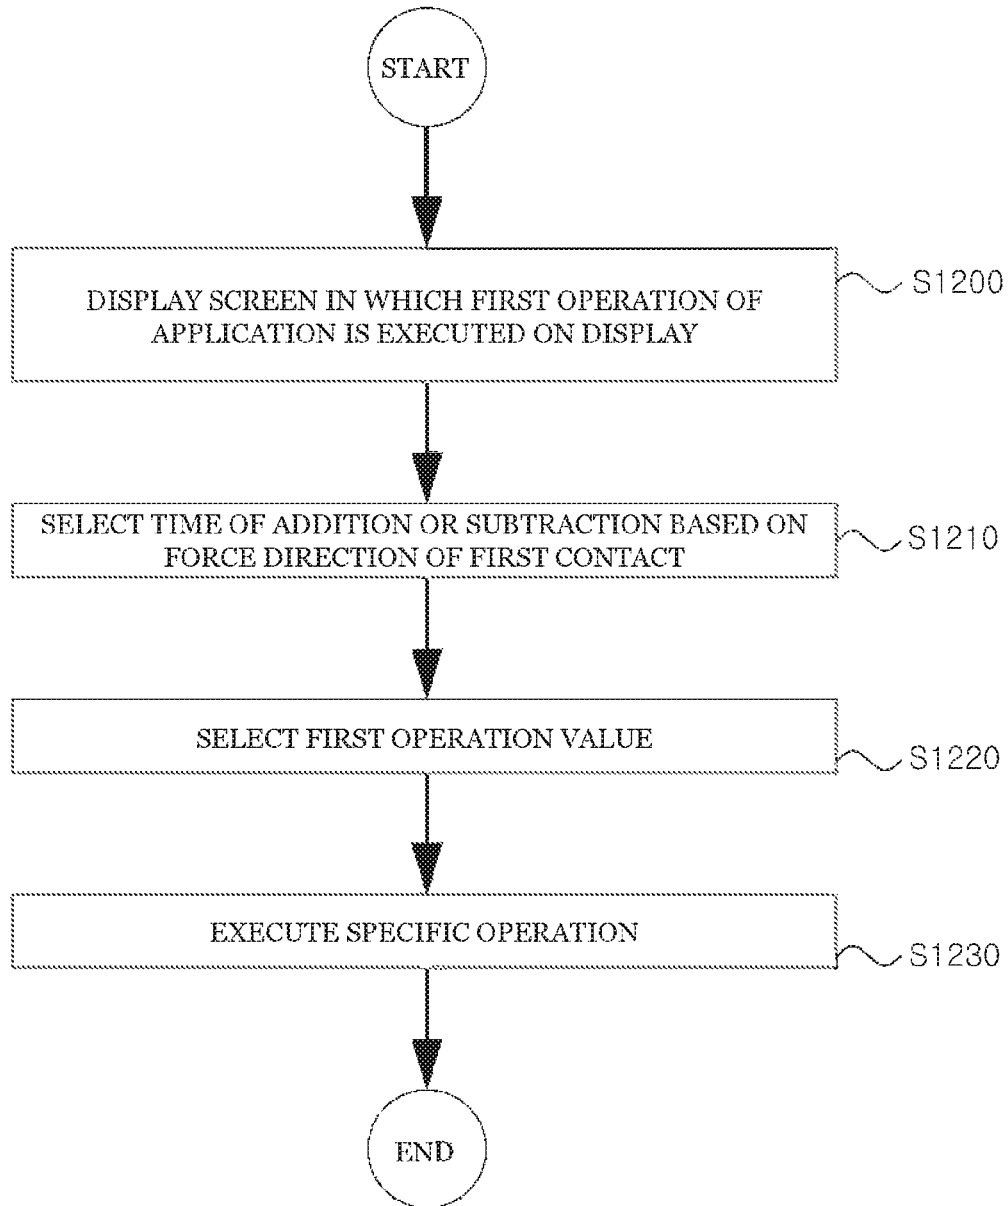 START
DISPLAY SCREEN IN WHICH FIRST OPERATION OF
APPLICATION IS EXECUTED ON DISPLAY
S1200
SELECT TIME OF ADDITION OR SUBTRACTION BASED ON
FORCE DIRECTION OF FIRST CONTACT
S1210
SELECT FIRST OPERATION VALUE
S1220
EXECUTE SPECIFIC OPERATION
S1230
END